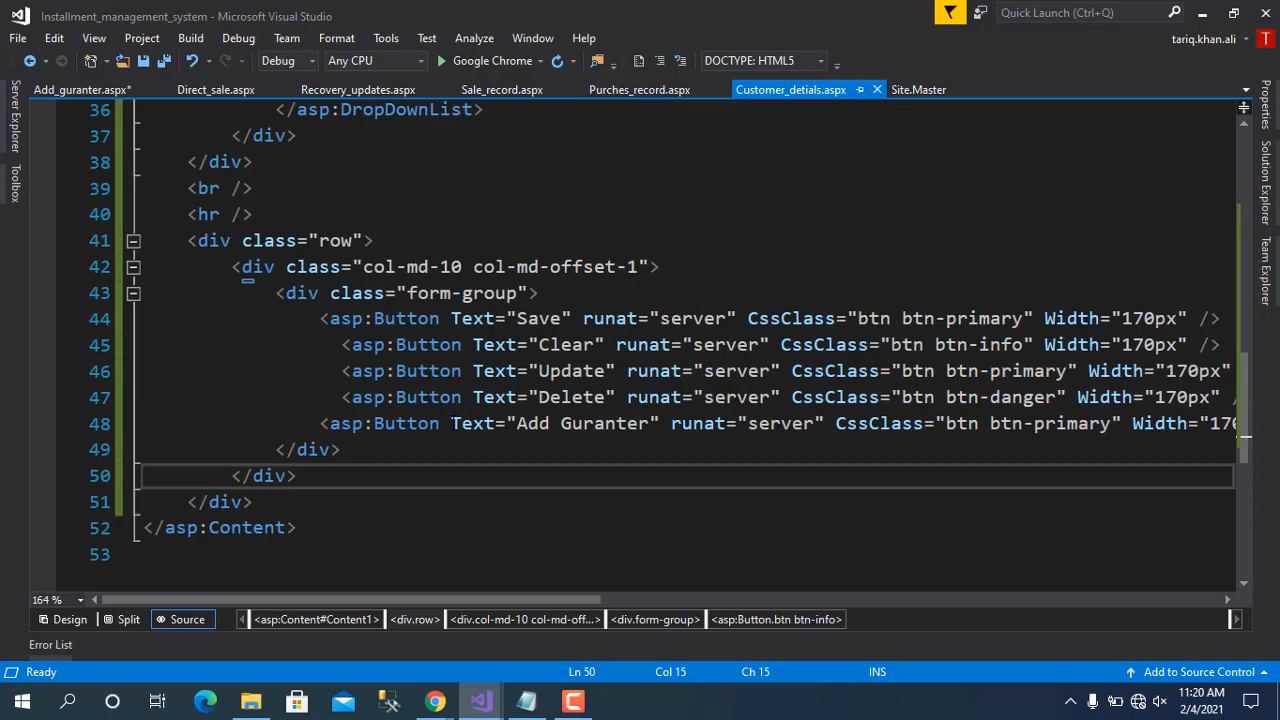 Installment_management_system - Microsoft Visual Studio
Quick Launch (Ctrl+Q)
File Edit View Project Build Debug Team Format Tools Test Analyze Window Help
tariq.khan.ali T
Debug Any CPU Google Chrome DOCTYPE: HTML5
Add_guranter.aspx* Direct_sale.aspx Recovery_updates.aspx Sale_record.aspx Purches_record.aspx Customer_detials.aspx Site.Master
Server Explorer
Toolbox
Properties
Solution Explorer
Team Explorer
36 </asp:DropDownList>
37 </div>
38 </div>
39 <br />
40 <hr />
41 <div class="row">
42 <div class="col-md-10 col-md-offset-1">
43 <div class="form-group">
44 <asp:Button Text="Save" runat="server" CssClass="btn btn-primary" Width="170px" />
45 <asp:Button Text="Clear" runat="server" CssClass="btn btn-info" Width="170px" />
46 <asp:Button Text="Update" runat="server" CssClass="btn btn-primary" Width="170px"
47 <asp:Button Text="Delete" runat="server" CssClass="btn btn-danger" Width="170px" /
48 <asp:Button Text="Add Guranter" runat="server" CssClass="btn btn-primary" Width="170
49 </div>
50 </div>
51 </div>
52 </asp:Content>
53
164 %
Design Split Source <asp:Content#Content1> <div.row> <div.col-md-10 col-md-off...> <div.form-group> <asp:Button.btn btn-info>
Error List
Ready Ln 50 Col 15 Ch 15 INS Add to Source Control
11:20 AM
2/4/2021